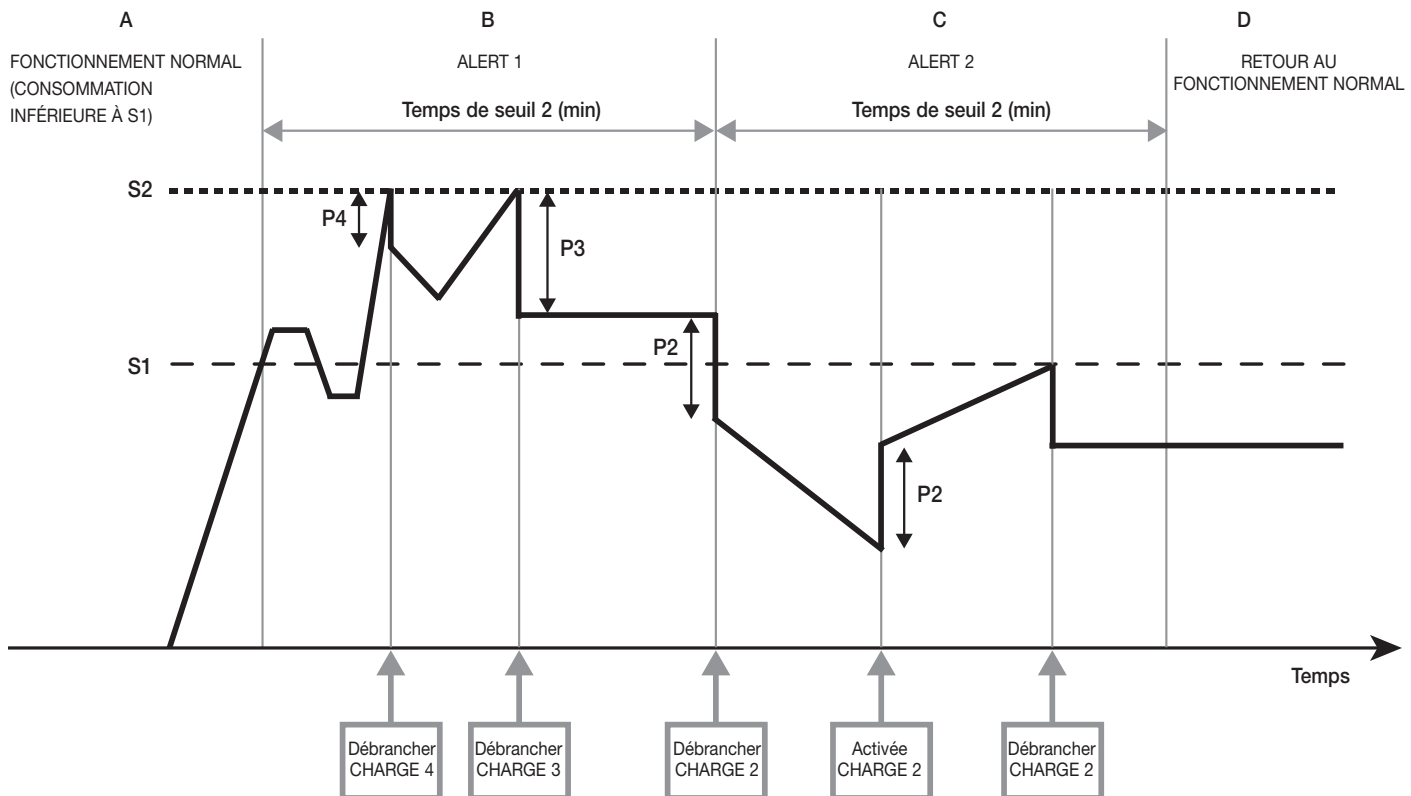 A
B
C
D
FONCTIONNEMENT NORMAL
(CONSOMMATION
INFÉRIEURE À S1)
ALERT 1
ALERT 2
RETOUR AU
FONCTIONNEMENT NORMAL
Temps de seuil 2 (min)
Temps de seuil 2 (min)
S2
P4
P3
P2
S1
P2
Temps
Débrancher
CHARGE 4
Débrancher
CHARGE 3
Débrancher
CHARGE 2
Activée
CHARGE 2
Débrancher
CHARGE 2